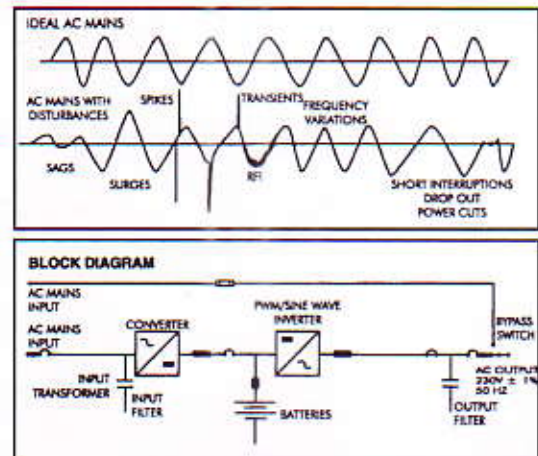 IDEAL AC MAINS
AC MAINS WITH
DISTURBANCES
SPIKES
TRANSIENTS
FREQUENCY
VARIATIONS
SAGS
SURGES
RFI
SHORT INTERRUPTIONS
DROP OUT
POWER CUTS
BLOCK DIAGRAM
AC MAINS
INPUT
AC MAINS
INPUT
CONVERTER
PWM/SINE WAVE
INVERTER
BYPASS
SWITCH
INPUT
TRANSFORMER
INPUT
FILTER
BATTERIES
AC OUTPUT
230V ± 1%
50 HZ
OUTPUT
FILTER